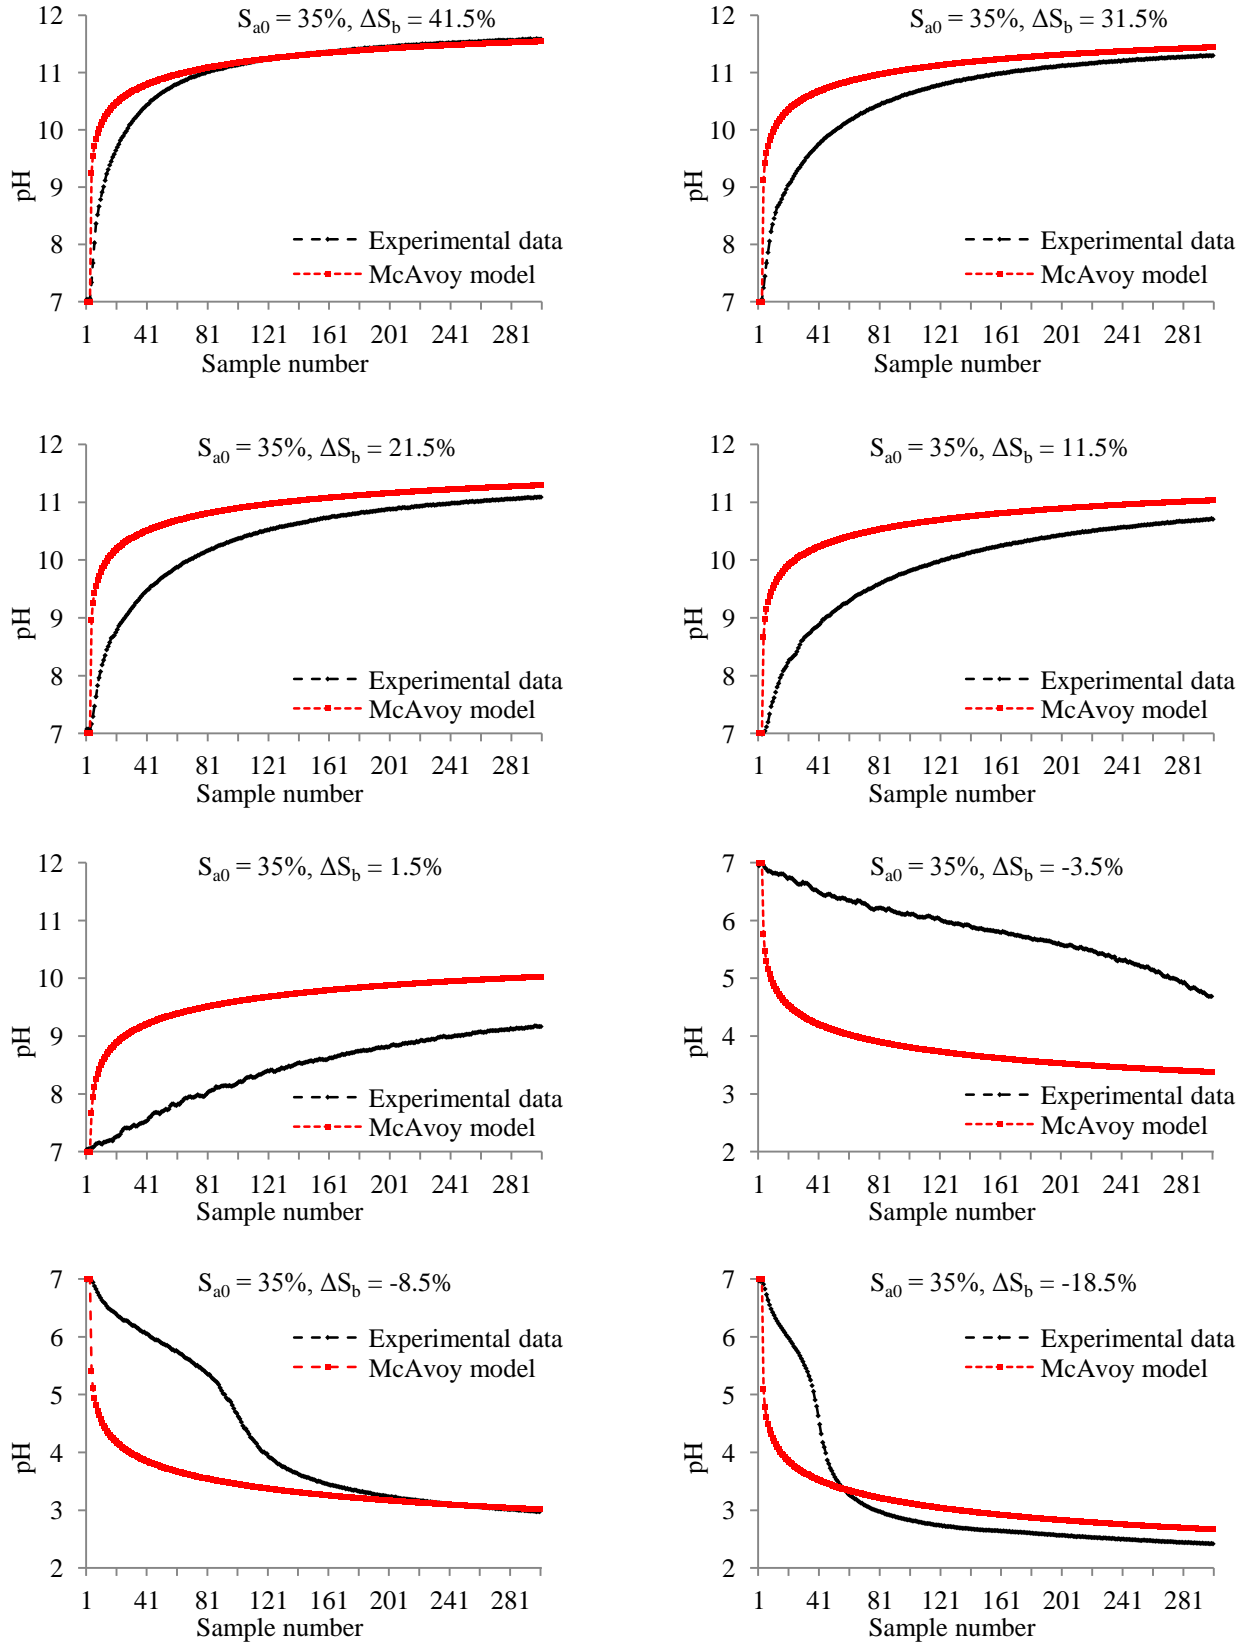 S_a0 = 35%, ΔS_b = 41.5%
12
11
10
9
8
7
pH
Experimental data
McAvoy model
1 41 81 121 161 201 241 281
Sample number
S_a0 = 35%, ΔS_b = 31.5%
12
11
10
9
8
7
pH
Experimental data
McAvoy model
1 41 81 121 161 201 241 281
Sample number
S_a0 = 35%, ΔS_b = 21.5%
12
11
10
9
8
7
pH
Experimental data
McAvoy model
1 41 81 121 161 201 241 281
Sample number
S_a0 = 35%, ΔS_b = 11.5%
12
11
10
9
8
7
pH
Experimental data
McAvoy model
1 41 81 121 161 201 241 281
Sample number
S_a0 = 35%, ΔS_b = 1.5%
12
11
10
9
8
7
pH
Experimental data
McAvoy model
1 41 81 121 161 201 241 281
Sample number
S_a0 = 35%, ΔS_b = -3.5%
7
6
5
4
3
2
pH
Experimental data
McAvoy model
1 41 81 121 161 201 241 281
Sample number
S_a0 = 35%, ΔS_b = -8.5%
7
6
5
4
3
2
pH
Experimental data
McAvoy model
1 41 81 121 161 201 241 281
Sample number
S_a0 = 35%, ΔS_b = -18.5%
7
6
5
4
3
2
pH
Experimental data
McAvoy model
1 41 81 121 161 201 241 281
Sample number